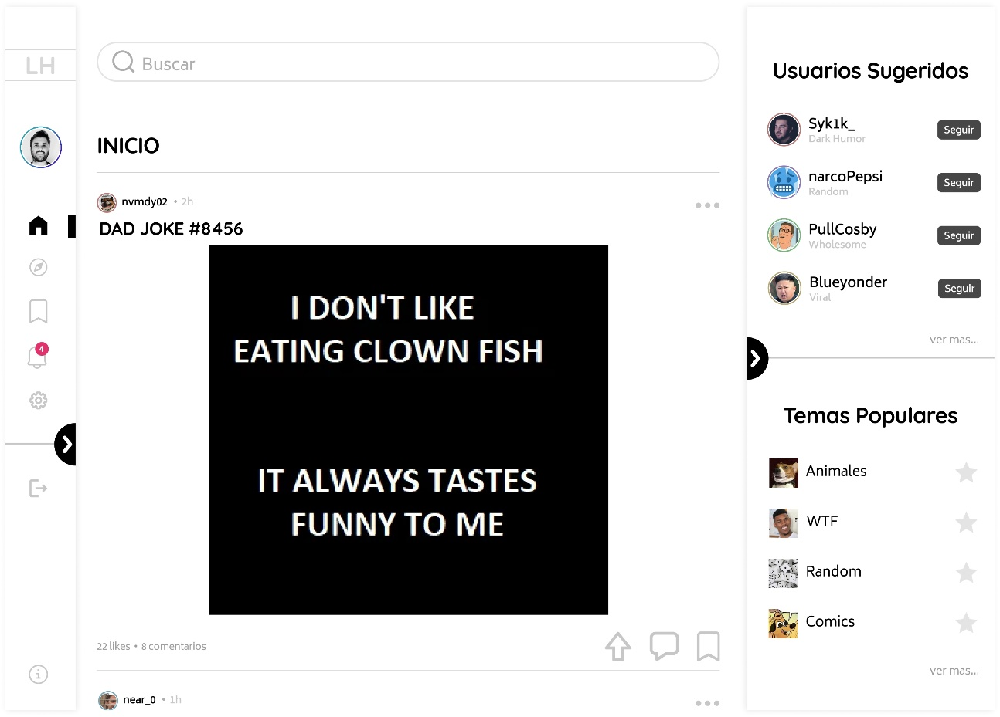 LH
Buscar
INICIO
nvmdy02 • 2h
DAD JOKE #8456
I DON'T LIKE
EATING CLOWN FISH
IT ALWAYS TASTES
FUNNY TO ME
22 likes • 8 comentarios
near_0 • 1h
4
Usuarios Sugeridos
Syk1k_
Dark Humor
Seguir
narcoPepsi
Random
Seguir
PullCosby
Wholesome
Seguir
Blueyonder
Viral
Seguir
ver mas...
Temas Populares
Animales
WTF
Random
Comics
ver mas...